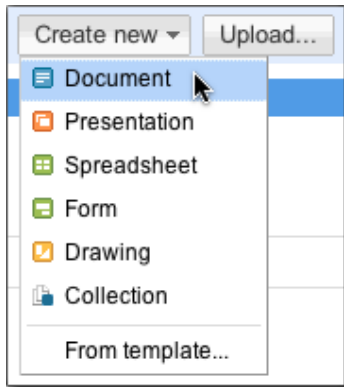 Create new Upload...
Document
Presentation
Spreadsheet
Form
Drawing
Collection
From template...